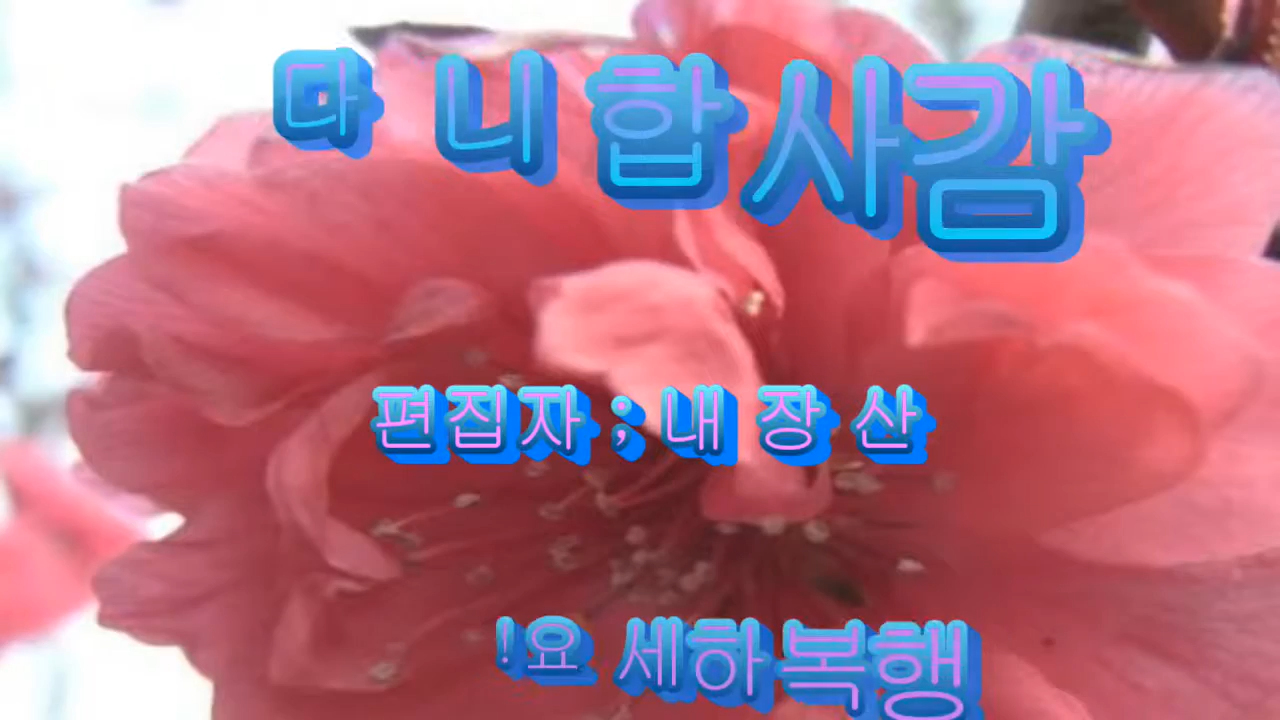 다 니 합 사감
편집자 ; 내 장 산
!요 세하복행